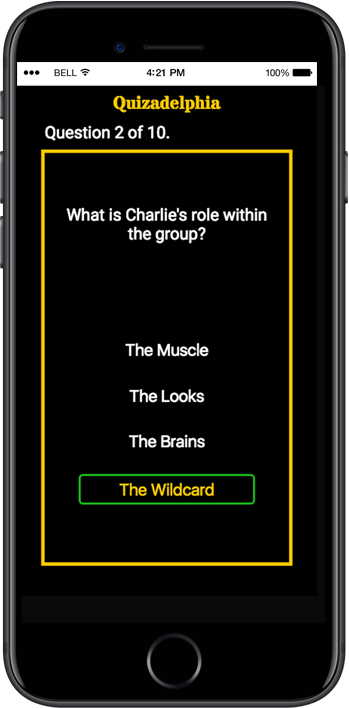 BELL 4:21 PM 100%
Quizadelphia
Question 2 of 10.
What is Charlie's role within
the group?
The Muscle
The Looks
The Brains
The Wildcard